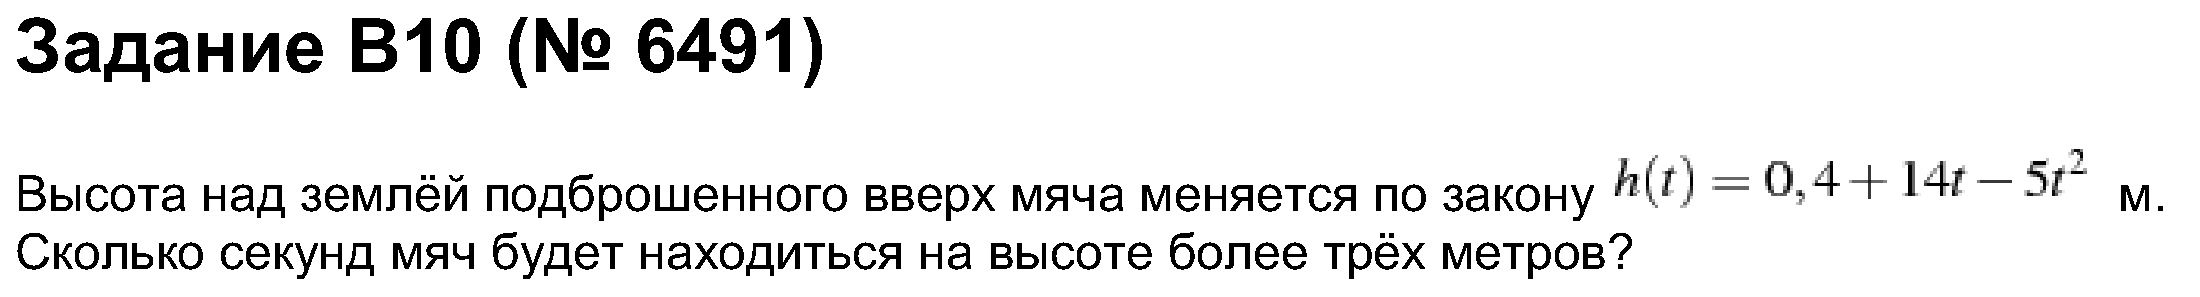 Задание B10 (№ 6491)
Высота над землёй подброшенного вверх мяча меняется по закону h(t) = 0,4 + 14t − 5t² м.
Сколько секунд мяч будет находиться на высоте более трёх метров?